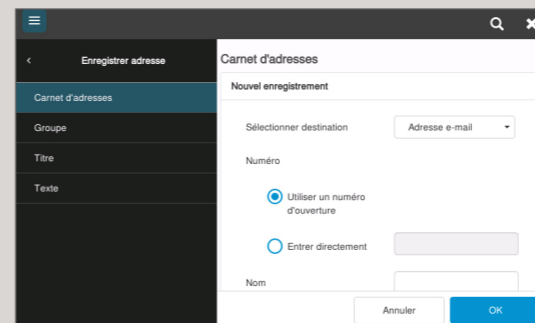 Enregistrer adresse
Carnet d'adresses
Groupe
Titre
Texte
Carnet d'adresses
Nouvel enregistrement
Sélectionner destination
Adresse e-mail
Numéro
Utiliser un numéro
d'ouverture
Entrer directement
Nom
Annuler
OK